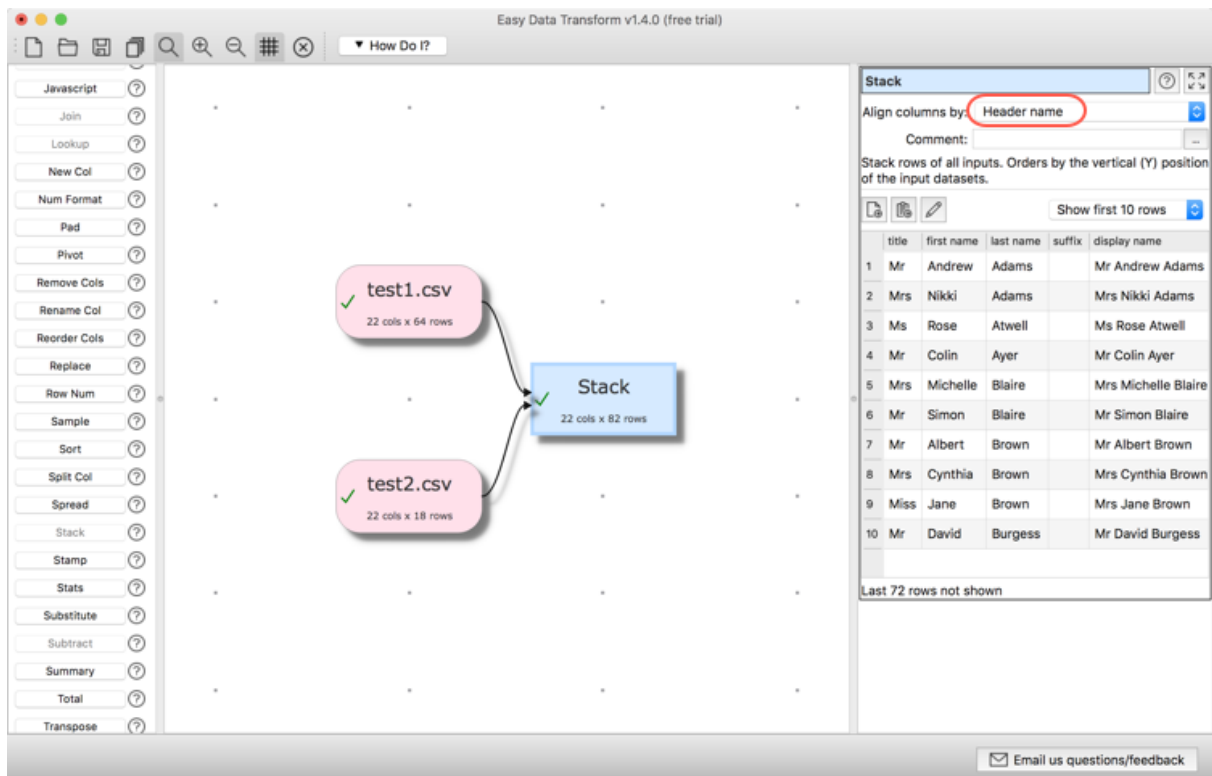 Easy Data Transform v1.4.0 (free trial)
▼ How Do I?
Javascript ?
Join ?
Lookup ?
New Col ?
Num Format ?
Pad ?
Pivot ?
Remove Cols ?
Rename Col ?
Reorder Cols ?
Replace ?
Row Num ?
Sample ?
Sort ?
Split Col ?
Spread ?
Stack ?
Stamp ?
Stats ?
Substitute ?
Subtract ?
Summary ?
Total ?
Transpose ?
test1.csv
22 cols x 64 rows
Stack
22 cols x 82 rows
test2.csv
22 cols x 18 rows
Stack ?
Align columns by: Header name
Comment: ...
Stack rows of all inputs. Orders by the vertical (Y) position
of the input datasets.
Show first 10 rows
title first name last name suffix display name
1 Mr Andrew Adams Mr Andrew Adams
2 Mrs Nikki Adams Mrs Nikki Adams
3 Ms Rose Atwell Ms Rose Atwell
4 Mr Colin Ayer Mr Colin Ayer
5 Mrs Michelle Blaire Mrs Michelle Blaire
6 Mr Simon Blaire Mr Simon Blaire
7 Mr Albert Brown Mr Albert Brown
8 Mrs Cynthia Brown Mrs Cynthia Brown
9 Miss Jane Brown Mrs Jane Brown
10 Mr David Burgess Mr David Burgess
Last 72 rows not shown
Email us questions/feedback